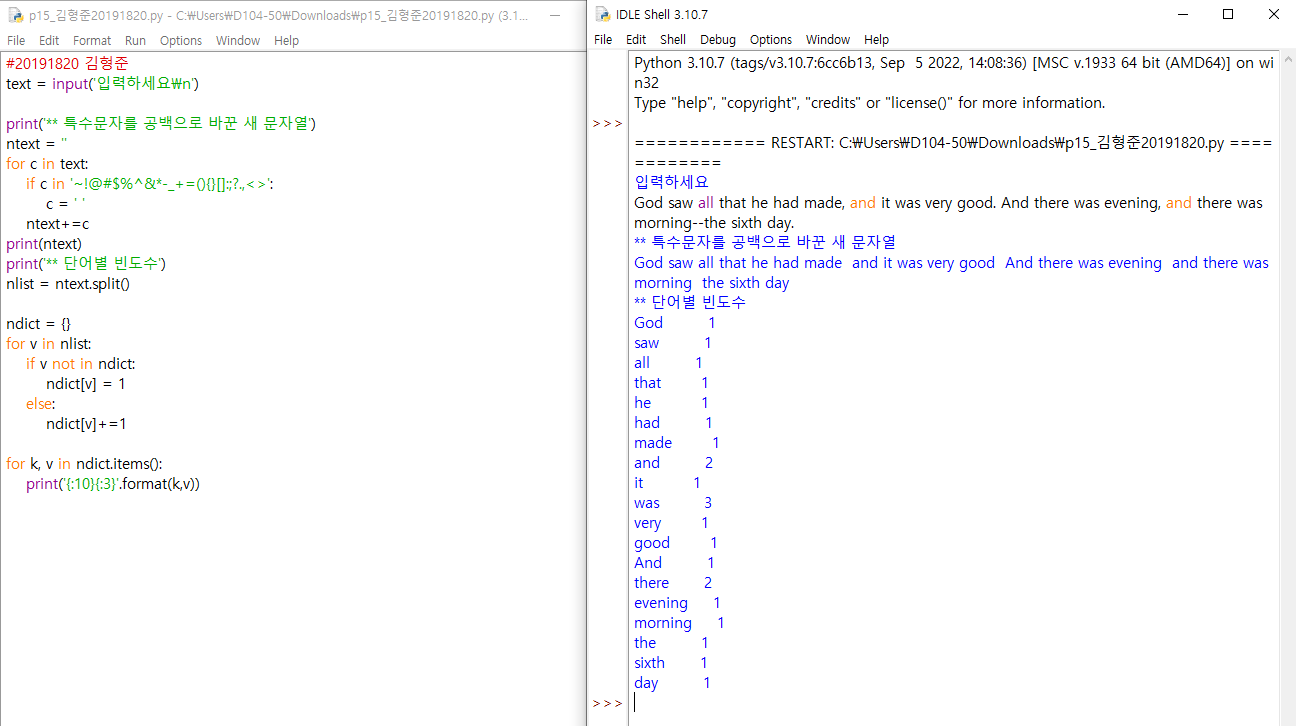 p15_김형준20191820.py - C:₩Users₩D104-50₩Downloads₩p15_김형준20191820.py (3.1...
File Edit Format Run Options Window Help
#20191820 김형준
text = input('입력하세요₩n')
print('** 특수문자를 공백으로 바꾼 새 문자열')
ntext = ''
for c in text:
    if c in '~!@#$%^&*-_+=(){}[]:;?.,<>':
        c = ' '
    ntext+=c
print(ntext)
print('** 단어별 빈도수')
nlist = ntext.split()
ndict = {}
for v in nlist:
    if v not in ndict:
        ndict[v] = 1
    else:
        ndict[v]+=1
for k, v in ndict.items():
    print('{:10}{:3}'.format(k,v))
IDLE Shell 3.10.7
File Edit Shell Debug Options Window Help
Python 3.10.7 (tags/v3.10.7:6cc6b13, Sep  5 2022, 14:08:36) [MSC v.1933 64 bit (AMD64)] on wi
n32
Type "help", "copyright", "credits" or "license()" for more information.
>>>
============ RESTART: C:₩Users₩D104-50₩Downloads₩p15_김형준20191820.py ====
========
입력하세요
God saw all that he had made, and it was very good. And there was evening, and there was
morning--the sixth day.
** 특수문자를 공백으로 바꾼 새 문자열
God saw all that he had made  and it was very good  And there was evening  and there was
morning  the sixth day
** 단어별 빈도수
God 1
saw 1
all 1
that 1
he 1
had 1
made 1
and 2
it 1
was 3
very 1
good 1
And 1
there 2
evening 1
morning 1
the 1
sixth 1
day 1
>>>